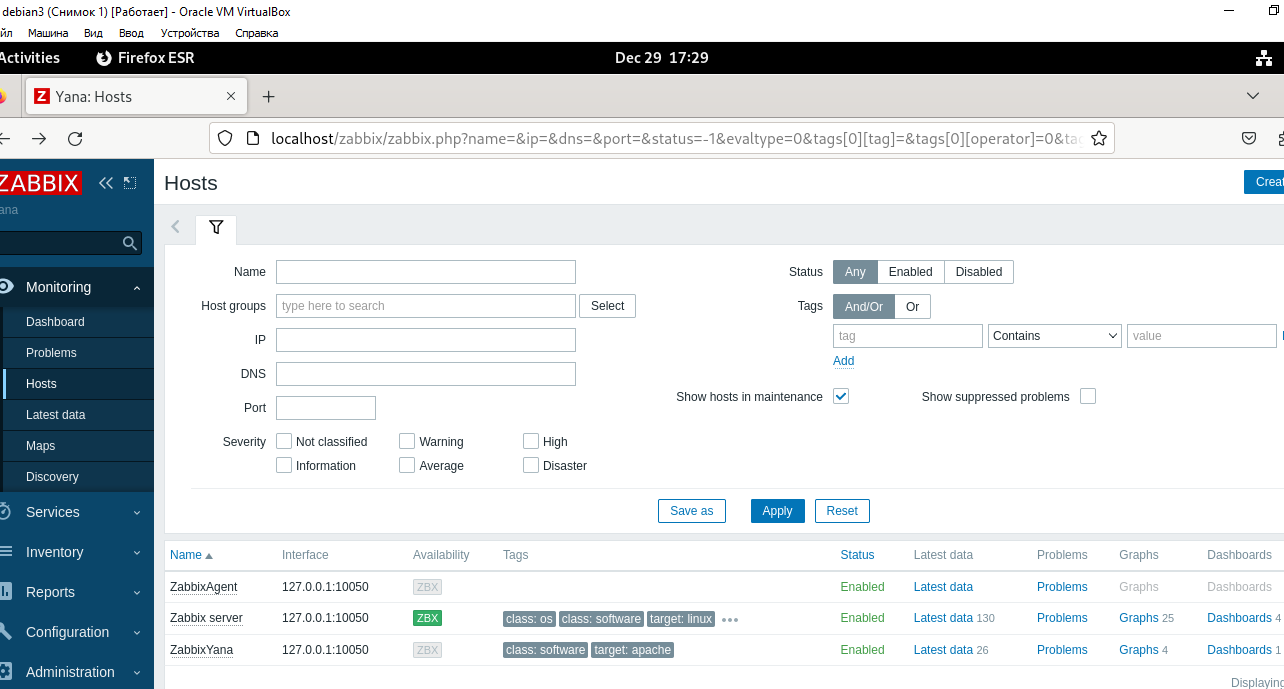 debian3 (Снимок 1) [Работает] - Oracle VM VirtualBox
йл Машина Вид Ввод Устройства Справка
Activities Firefox ESR Dec 29 17:29
Z Yana: Hosts
localhost/zabbix/zabbix.php?name=&ip=&dns=&port=&status=-1&evaltype=0&tags[0][tag]=&tags[0][operator]=0&ta
ZABBIX Hosts Creat
ana
Name Status Any Enabled Disabled
Monitoring
Host groups type here to search Select Tags And/Or Or
Dashboard
IP tag Contains value
Problems
DNS Add
Hosts
Port Show hosts in maintenance Show suppressed problems
Latest data
Severity Not classified Warning High
Maps
Information Average Disaster
Discovery
Services Save as Apply Reset
Inventory
Name Interface Availability Tags Status Latest data Problems Graphs Dashboards
Reports
ZabbixAgent 127.0.0.1:10050 ZBX Enabled Latest data Problems Graphs Dashboards
Zabbix server 127.0.0.1:10050 ZBX class: os class: software target: linux ••• Enabled Latest data 130 Problems Graphs 25 Dashboards 4
Configuration
ZabbixYana 127.0.0.1:10050 ZBX class: software target: apache Enabled Latest data 26 Problems Graphs 4 Dashboards 1
Administration
Displaying